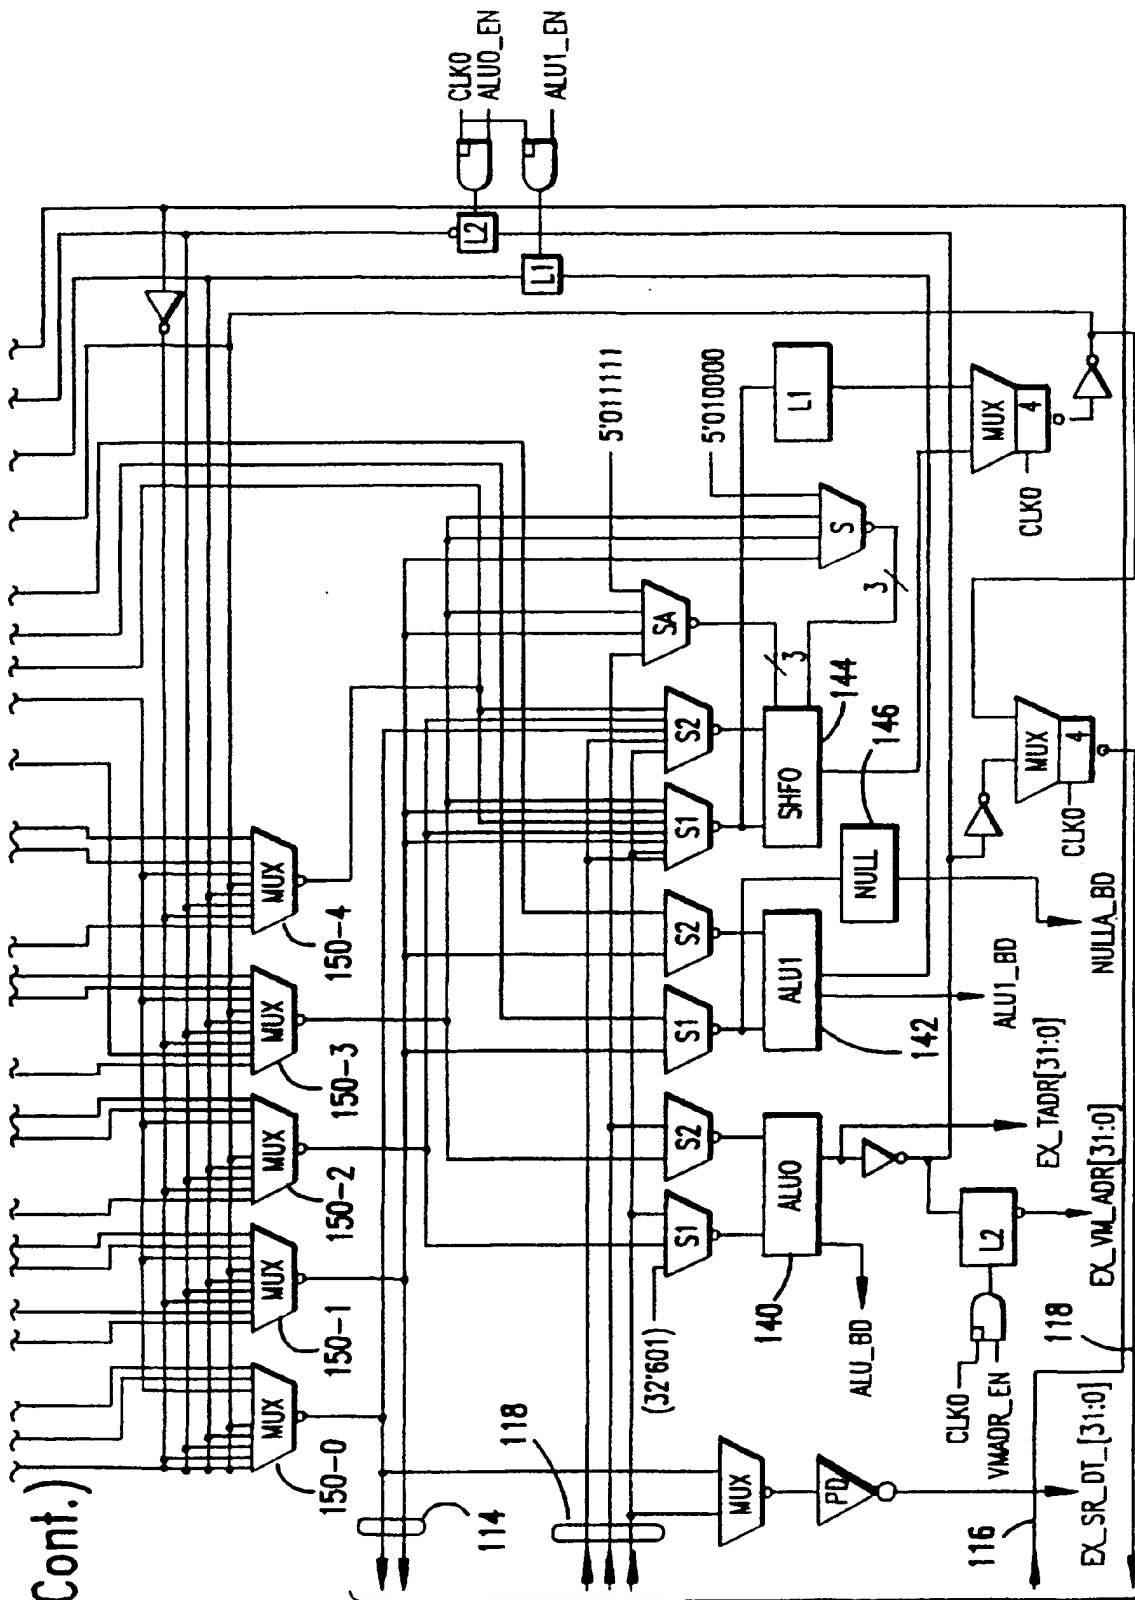 Cont.)
CLK0
ALU0_EN
ALU1_EN
L2
L1
MUX
150-0
MUX
150-1
MUX
150-2
MUX
150-3
MUX
150-4
114
118
5'011111
5'010000
SA
S
L1
3
3
(32'601)
S1
S2
S1
S2
S1
S2
MUX
PD
ALU0
140
ALU1
142
SHF0
144
NULL
146
MUX
4
CLK0
MUX
4
CLK0
ALU_BD
ALU1_BD
NULLA_BD
EX_TADR[31:0]
L2
CLK0
VMADR_EN
EX_VM_ADR[31:0]
EX_SR_DT_[31:0]
116
118